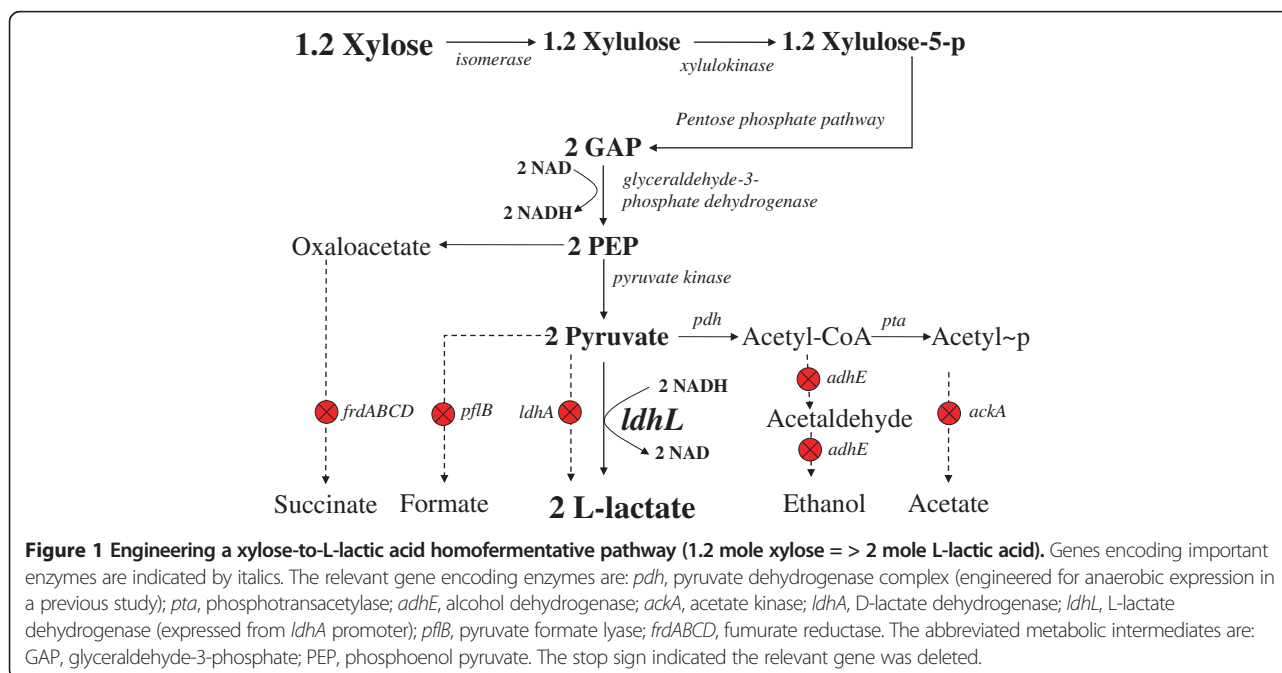 1.2 Xylose
isomerase
1.2 Xylulose
xylulokinase
1.2 Xylulose-5-p
Pentose phosphate pathway
2 GAP
2 NAD
2 NADH
glyceraldehyde-3-
phosphate dehydrogenase
Oxaloacetate
2 PEP
pyruvate kinase
2 Pyruvate
pdh
Acetyl-CoA
pta
Acetyl~p
frdABCD
pflB
ldhA
2 NADH
ldhL
2 NAD
adhE
Acetaldehyde
adhE
ackA
Succinate
Formate
2 L-lactate
Ethanol
Acetate
Figure 1 Engineering a xylose-to-L-lactic acid homofermentative pathway (1.2 mole xylose = > 2 mole L-lactic acid). Genes encoding important
enzymes are indicated by italics. The relevant gene encoding enzymes are: pdh, pyruvate dehydrogenase complex (engineered for anaerobic expression in
a previous study); pta, phosphotransacetylase; adhE, alcohol dehydrogenase; ackA, acetate kinase; ldhA, D-lactate dehydrogenase; ldhL, L-lactate
dehydrogenase (expressed from ldhA promoter); pflB, pyruvate formate lyase; frdABCD, fumurate reductase. The abbreviated metabolic intermediates are:
GAP, glyceraldehyde-3-phosphate; PEP, phosphoenol pyruvate. The stop sign indicated the relevant gene was deleted.